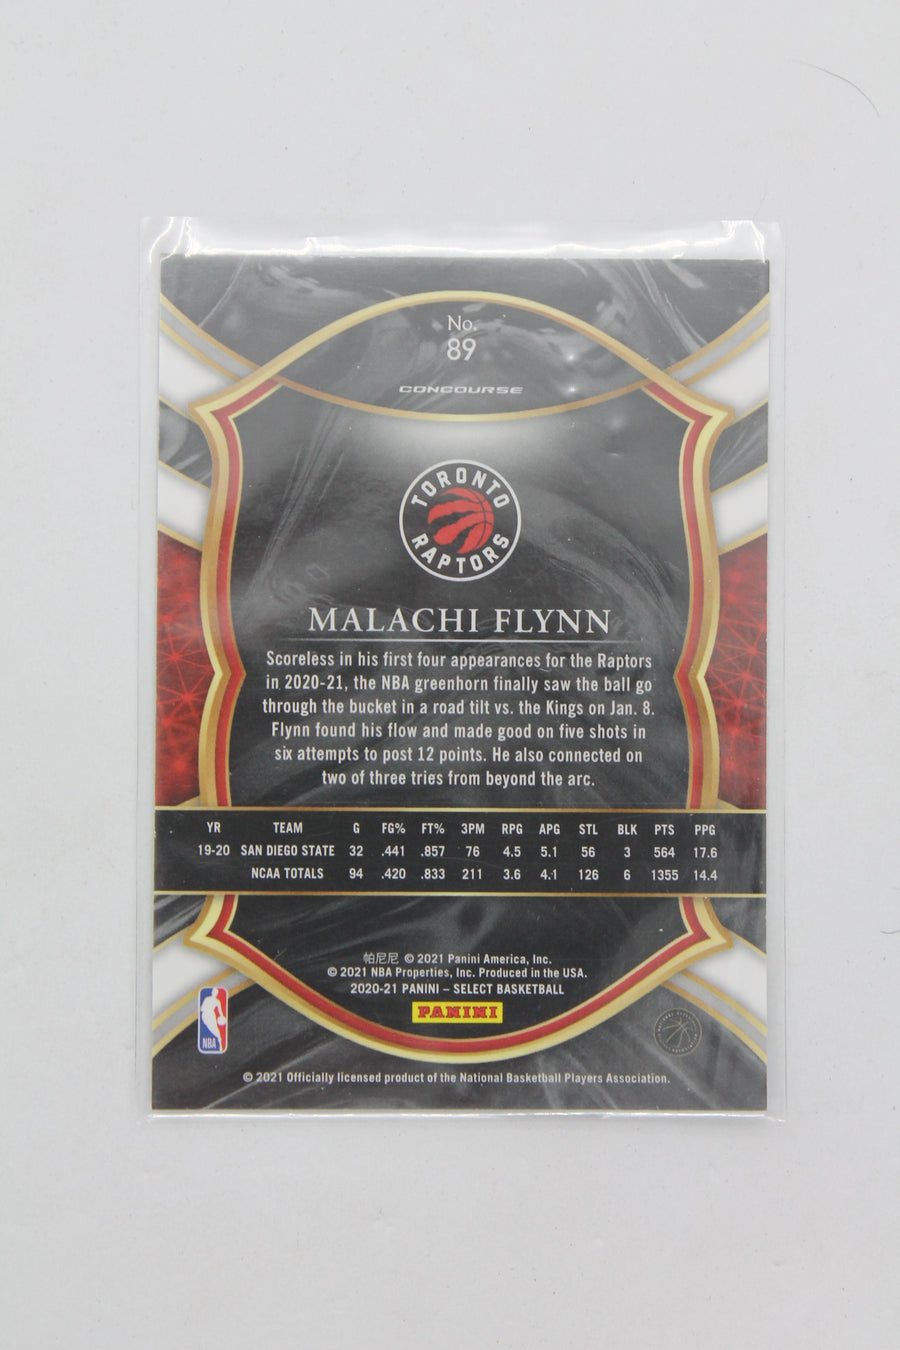 No.
89
CONCOURSE
TORONTO
RAPTORS
MALACHI FLYNN
Scoreless in his first four appearances for the Raptors
in 2020-21, the NBA greenhorn finally saw the ball go
through the bucket in a road tilt vs. the Kings on Jan. 8.
Flynn found his flow and made good on five shots in
six attempts to post 12 points. He also connected on
two of three tries from beyond the arc.
YR TEAM G FG% FT% 3PM RPG APG STL BLK PTS PPG
19-20 SAN DIEGO STATE 32 .441 .857 76 4.5 5.1 56 3 564 17.6
NCAA TOTALS 94 .420 .833 211 3.6 4.1 126 6 1355 14.4
帕尼尼 © 2021 Panini America, Inc.
© 2021 NBA Properties, Inc. Produced in the USA.
2020-21 PANINI – SELECT BASKETBALL
PANINI
NBA
© 2021 Officially licensed product of the National Basketball Players Association.